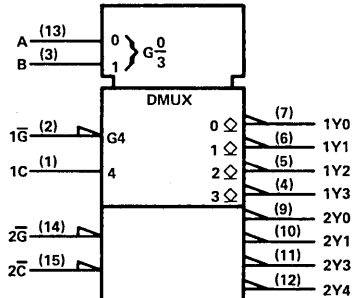 A (13) 0 G 0/3
B (3) 1
DMUX
0 (7) 1Y0
1G̅ (2) G4 1 (6) 1Y1
1C (1) 4 2 (5) 1Y2
3 (4) 1Y3
(9) 2Y0
2G̅ (14) (10) 2Y1
2C̅ (15) (11) 2Y3
(12) 2Y4